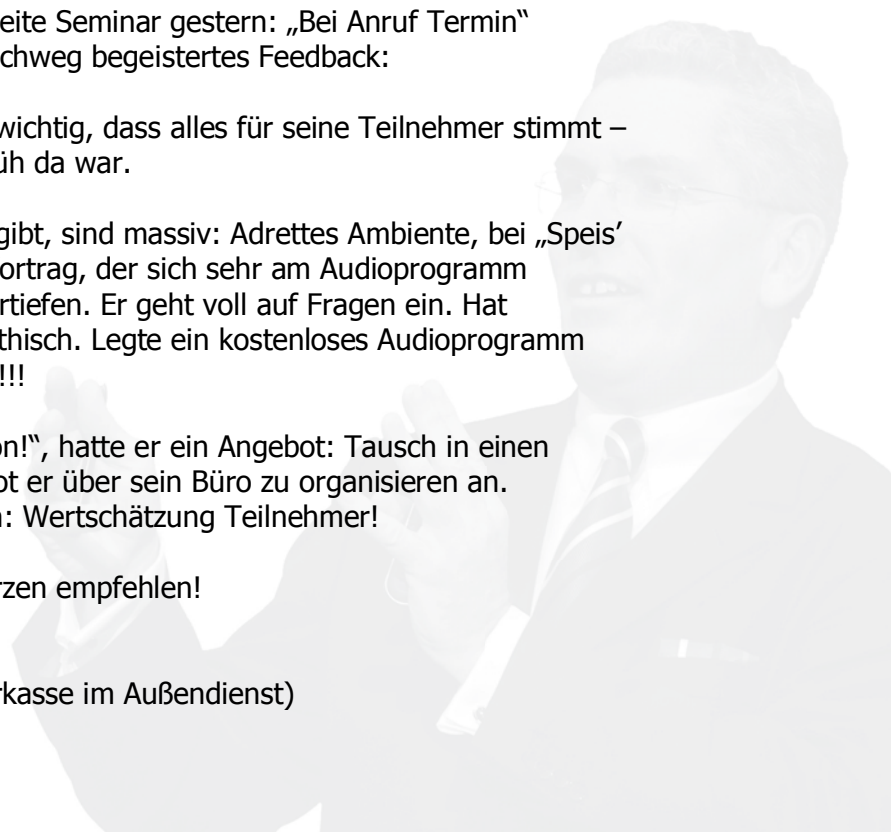 eite Seminar gestern: „Bei Anruf Termin“
chweg begeistertes Feedback:
wichtig, dass alles für seine Teilnehmer stimmt –
üh da war.
gibt, sind massiv: Adrettes Ambiente, bei „Speis’
ortrag, der sich sehr am Audioprogramm
rtiefen. Er geht voll auf Fragen ein. Hat
thisch. Legte ein kostenloses Audioprogramm
!!!
on!“, hatte er ein Angebot: Tausch in einen
ot er über sein Büro zu organisieren an.
n: Wertschätzung Teilnehmer!
rzen empfehlen!
rkasse im Außendienst)